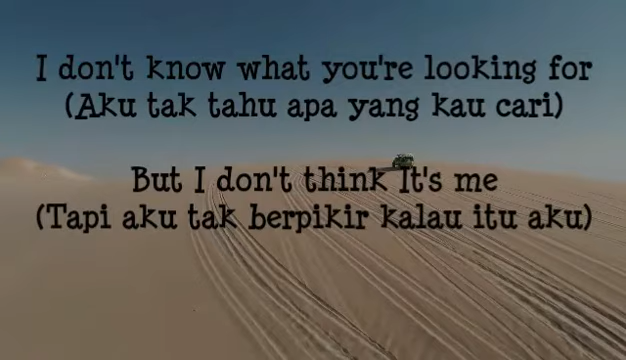 I don't know what you're looking for
(Aku tak tahu apa yang kau cari)
But I don't think It's me
(Tapi aku tak berpikir kalau itu aku)